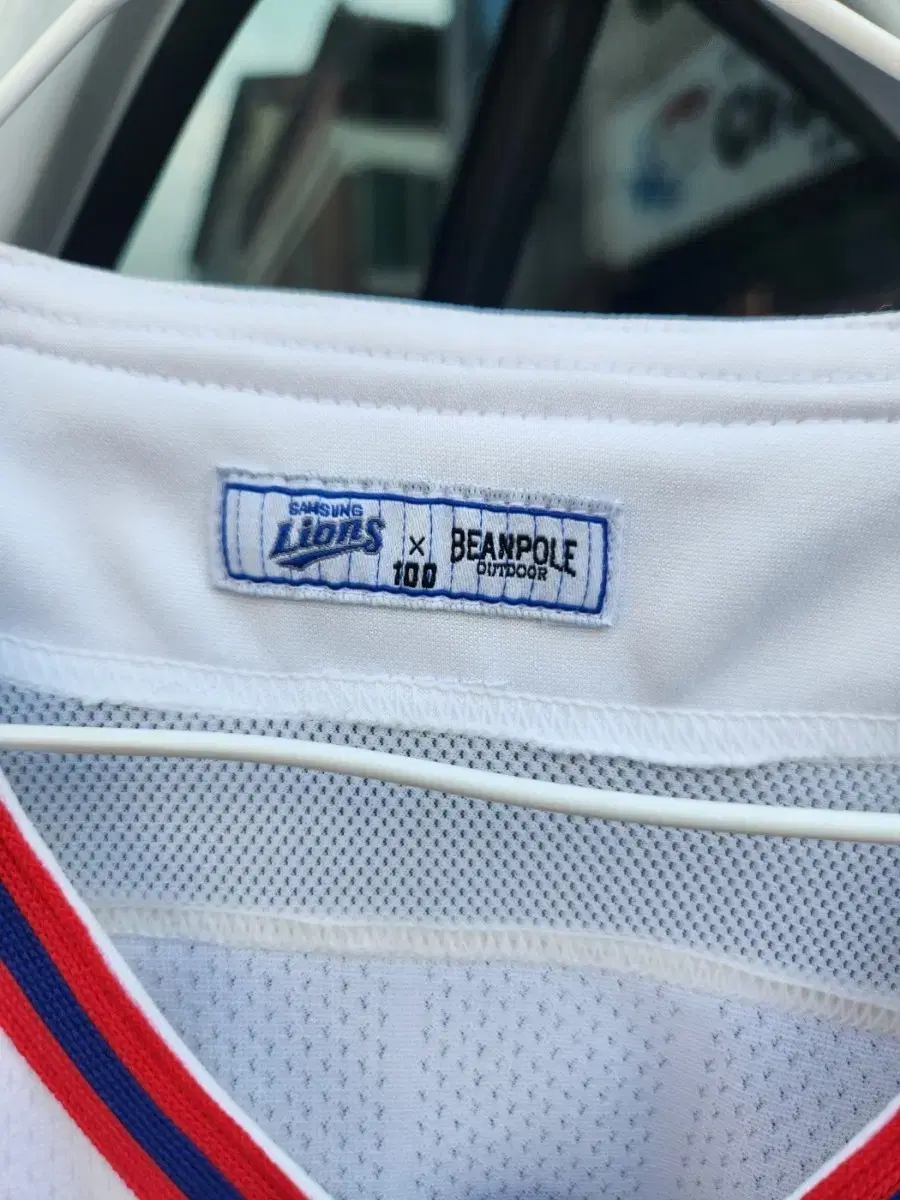 SAMSUNG
Lions
×
100
BEANPOLE
OUTDOOR